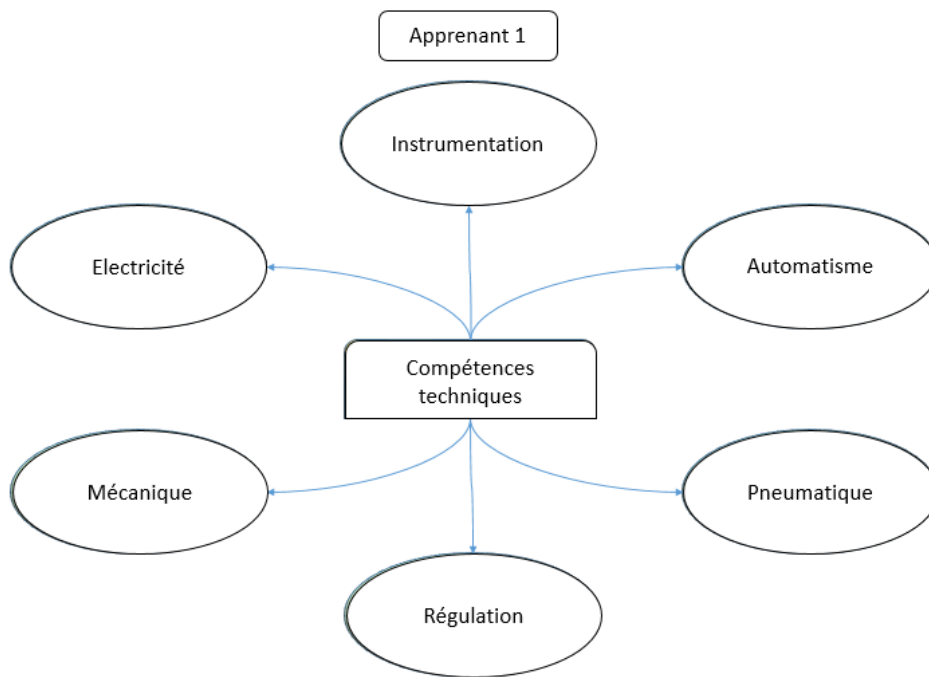 Apprenant 1
Instrumentation
Electricité
Automatisme
Compétences
techniques
Mécanique
Pneumatique
Régulation